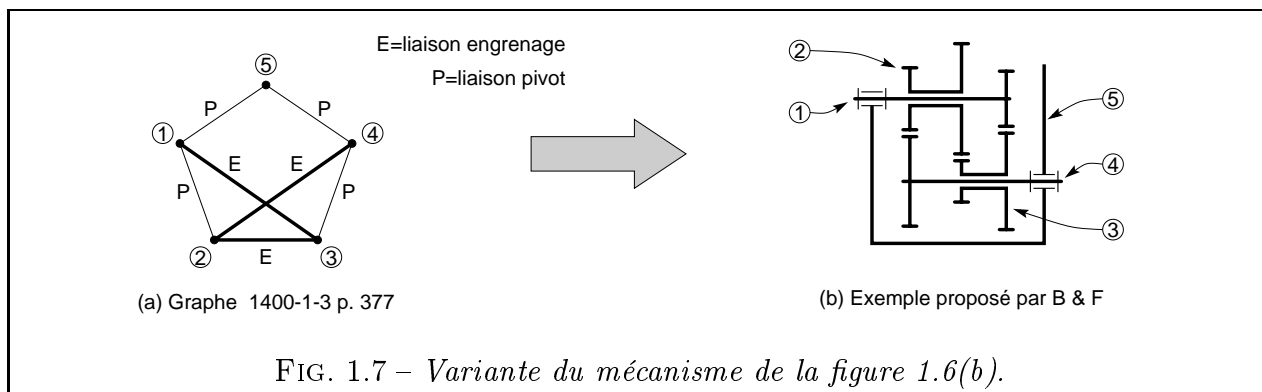 E=liaison engrenage
P=liaison pivot
5
P
P
1
4
E
E
P
P
2
3
E
(a) Graphe 1400-1-3 p. 377
2
1
5
4
3
(b) Exemple proposé par B & F
FIG. 1.7 – Variante du mécanisme de la figure 1.6(b).